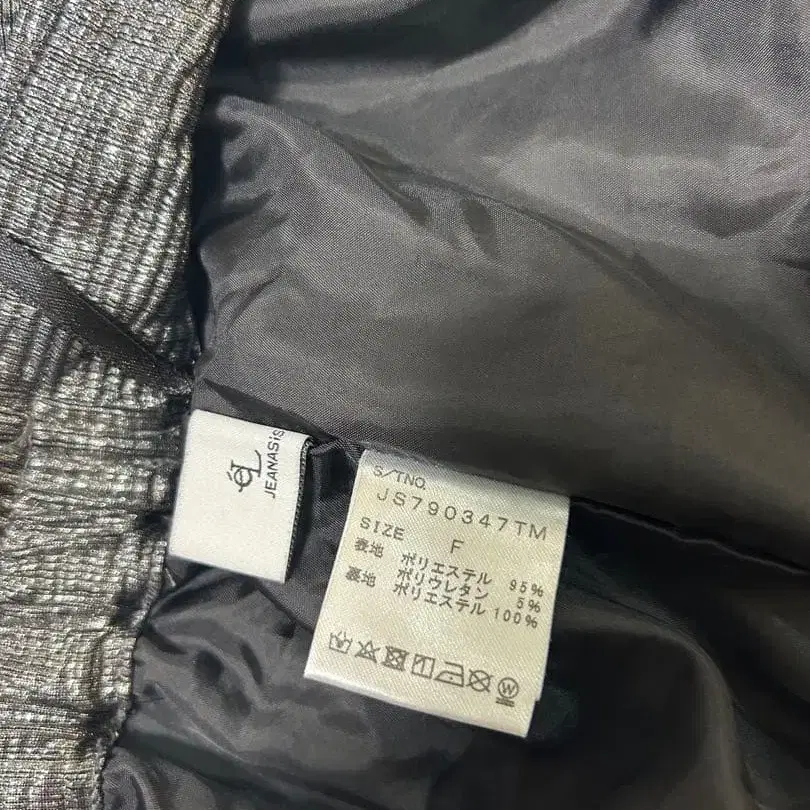 JEANASiS
S/TNO.
JS790347TM
SIZE F
表地 ポリエステル 95%
ポリウレタン 5%
裏地 ポリエステル 100%
W